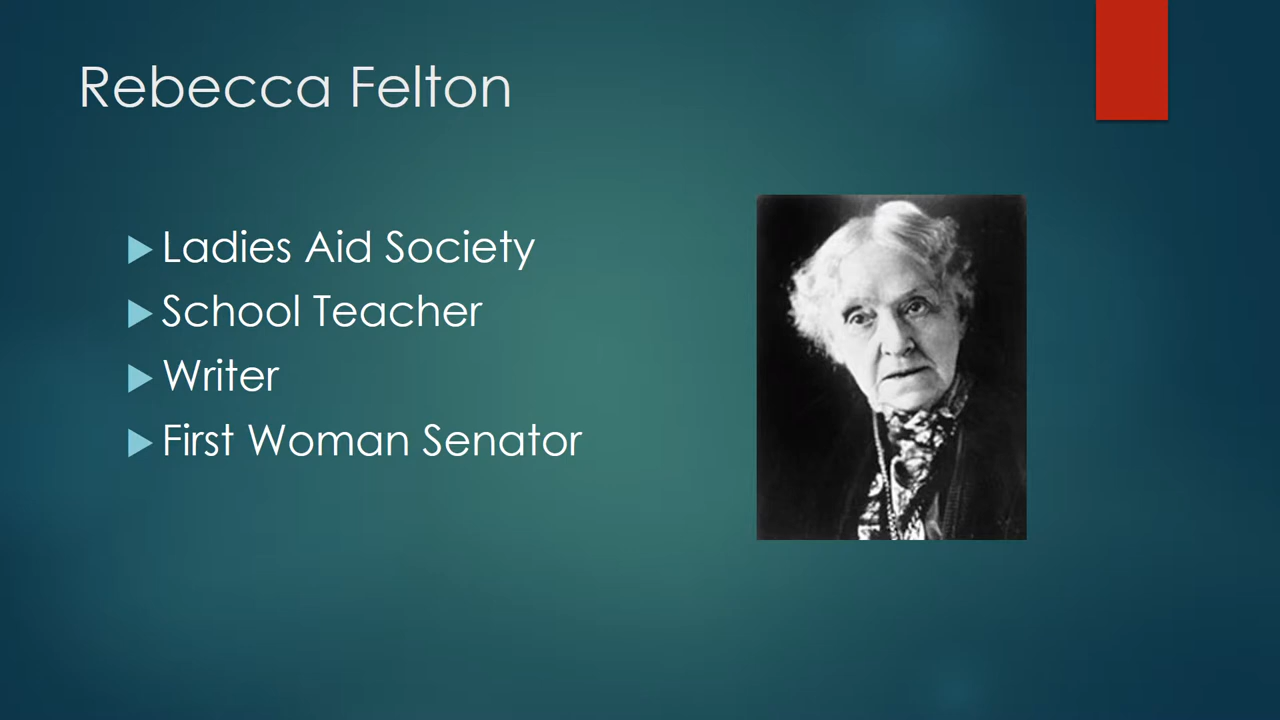 Rebecca Felton
Ladies Aid Society
School Teacher
Writer
First Woman Senator